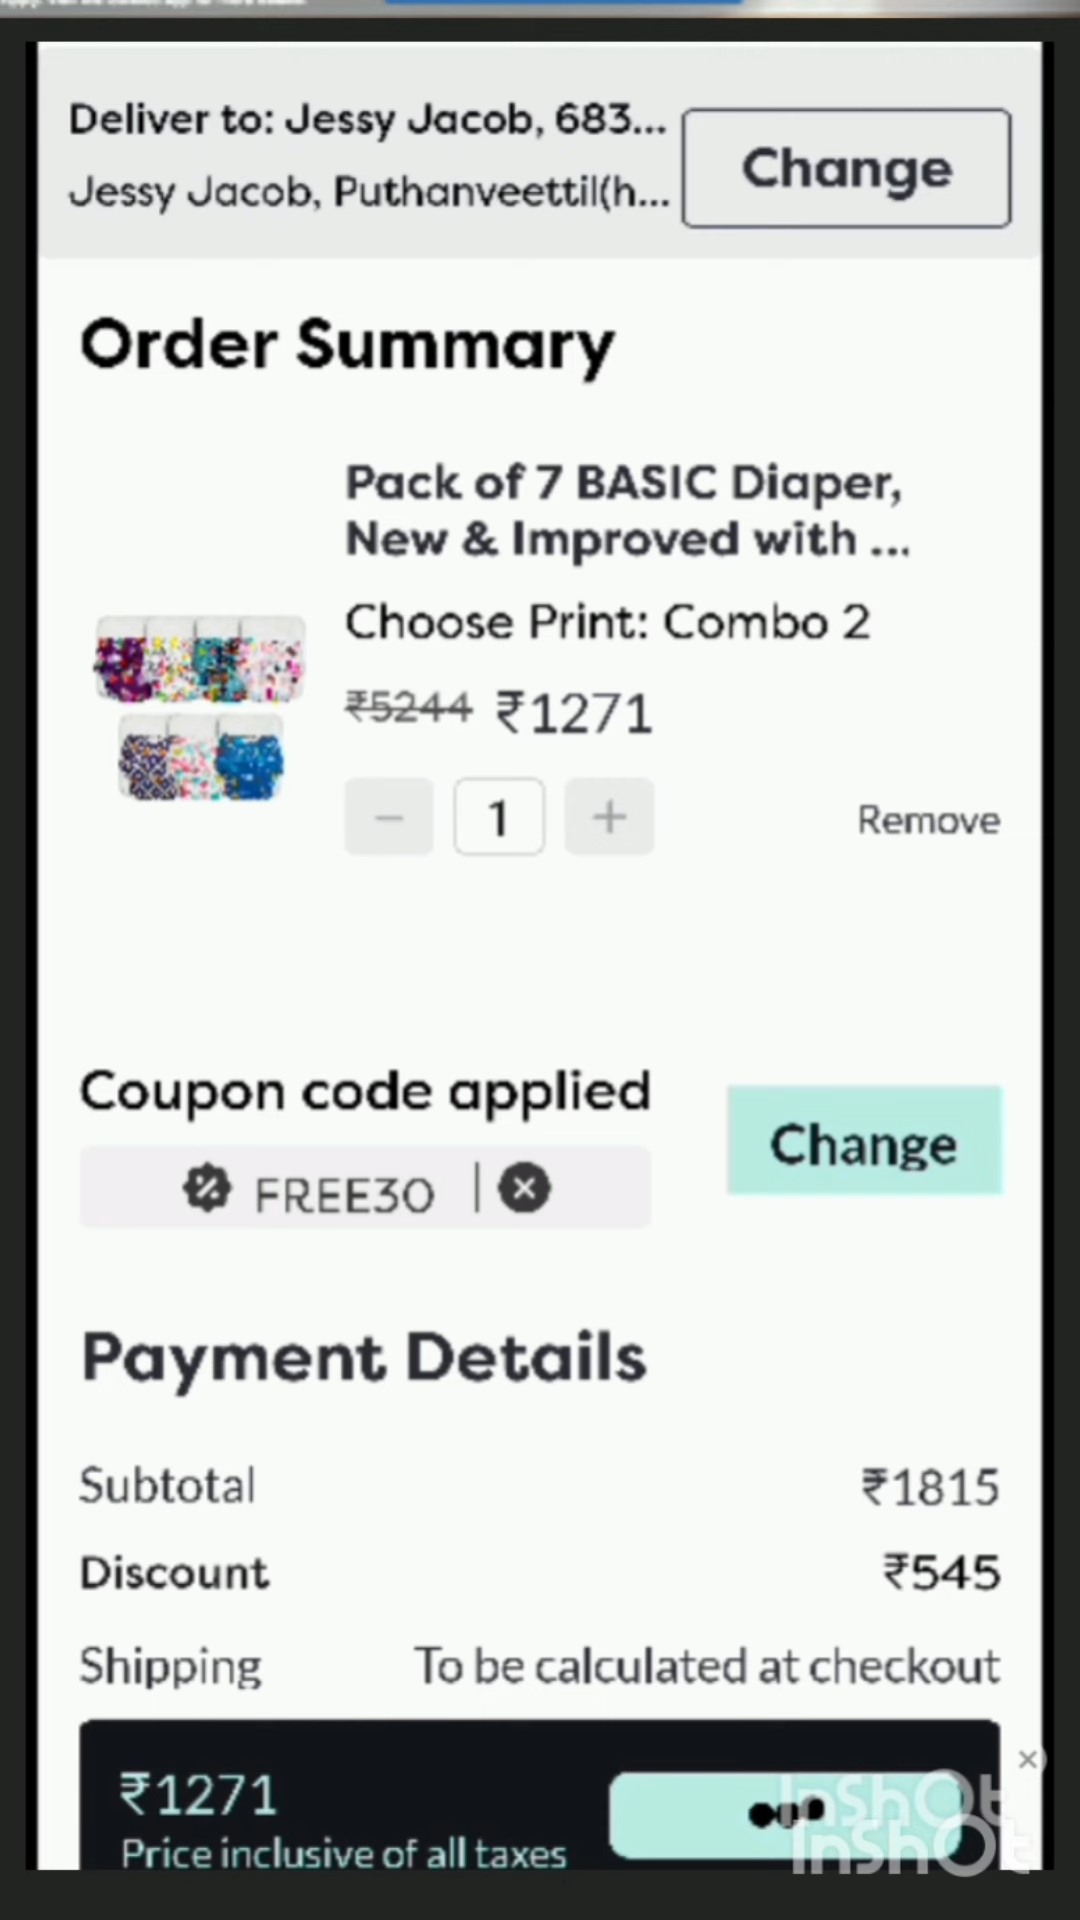 Deliver to: Jessy Jacob, 683...
Jessy Jacob, Puthanveettil(h...
Change
Order Summary
Pack of 7 BASIC Diaper,
New & Improved with ...
Choose Print: Combo 2
₹5244 ₹1271
− 1 +
Remove
Coupon code applied
FREE30
Change
Payment Details
Subtotal ₹1815
Discount ₹545
Shipping To be calculated at checkout
₹1271
Price inclusive of all taxes
InShOt
InShOt